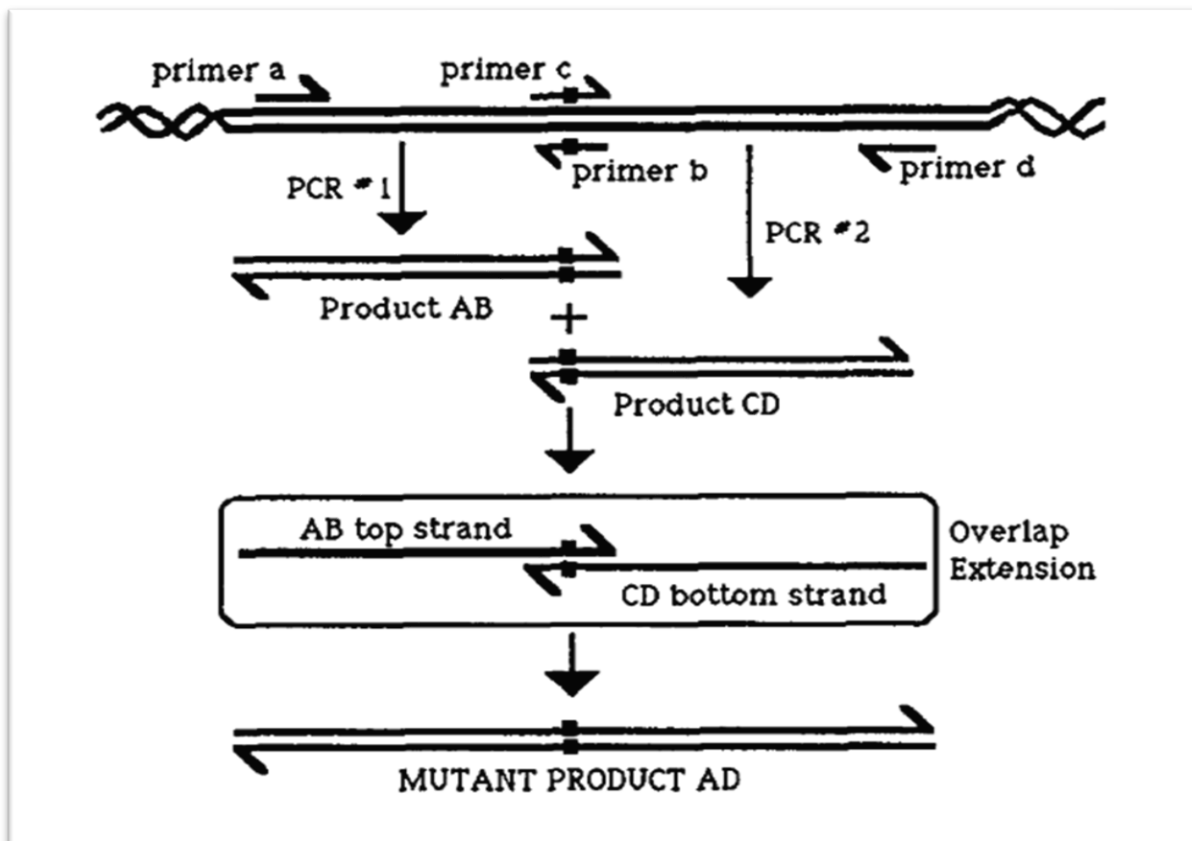 primer a
primer c
primer b
primer d
PCR #1
PCR #2
Product AB
+
Product CD
AB top strand
CD bottom strand
Overlap
Extension
MUTANT PRODUCT AD